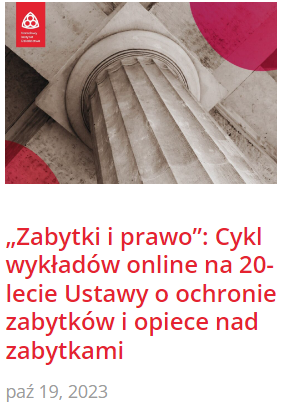 „Zabytki i prawo”: Cykl
wykładów online na 20-
lecie Ustawy o ochronie
zabytków i opiece nad
zabytkami
paź 19, 2023